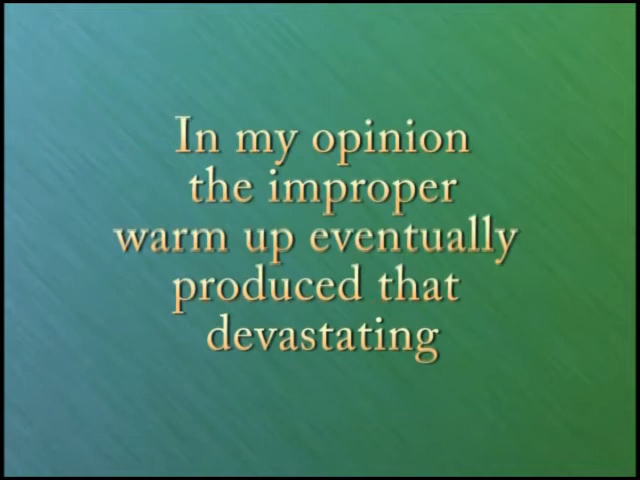 In my opinion
the improper
warm up eventually
produced that
devastating